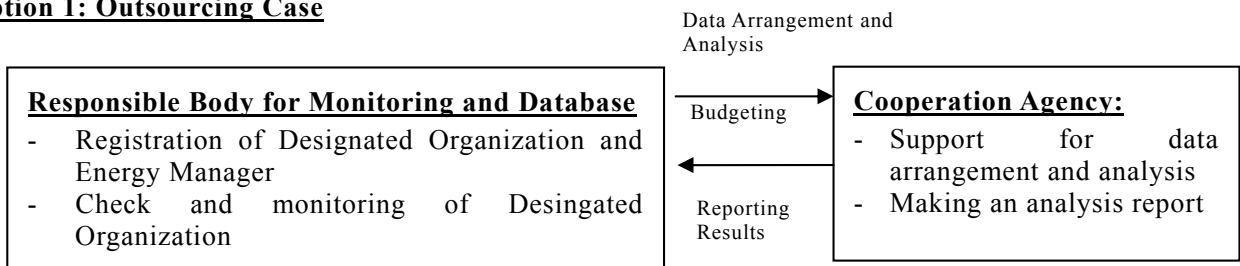 ption 1: Outsourcing Case
Data Arrangement and
Analysis
Responsible Body for Monitoring and Database
- Registration of Designated Organization and
Energy Manager
- Check and monitoring of Desingated
Organization
Budgeting
Reporting
Results
Cooperation Agency:
- Support for data
arrangement and analysis
- Making an analysis report